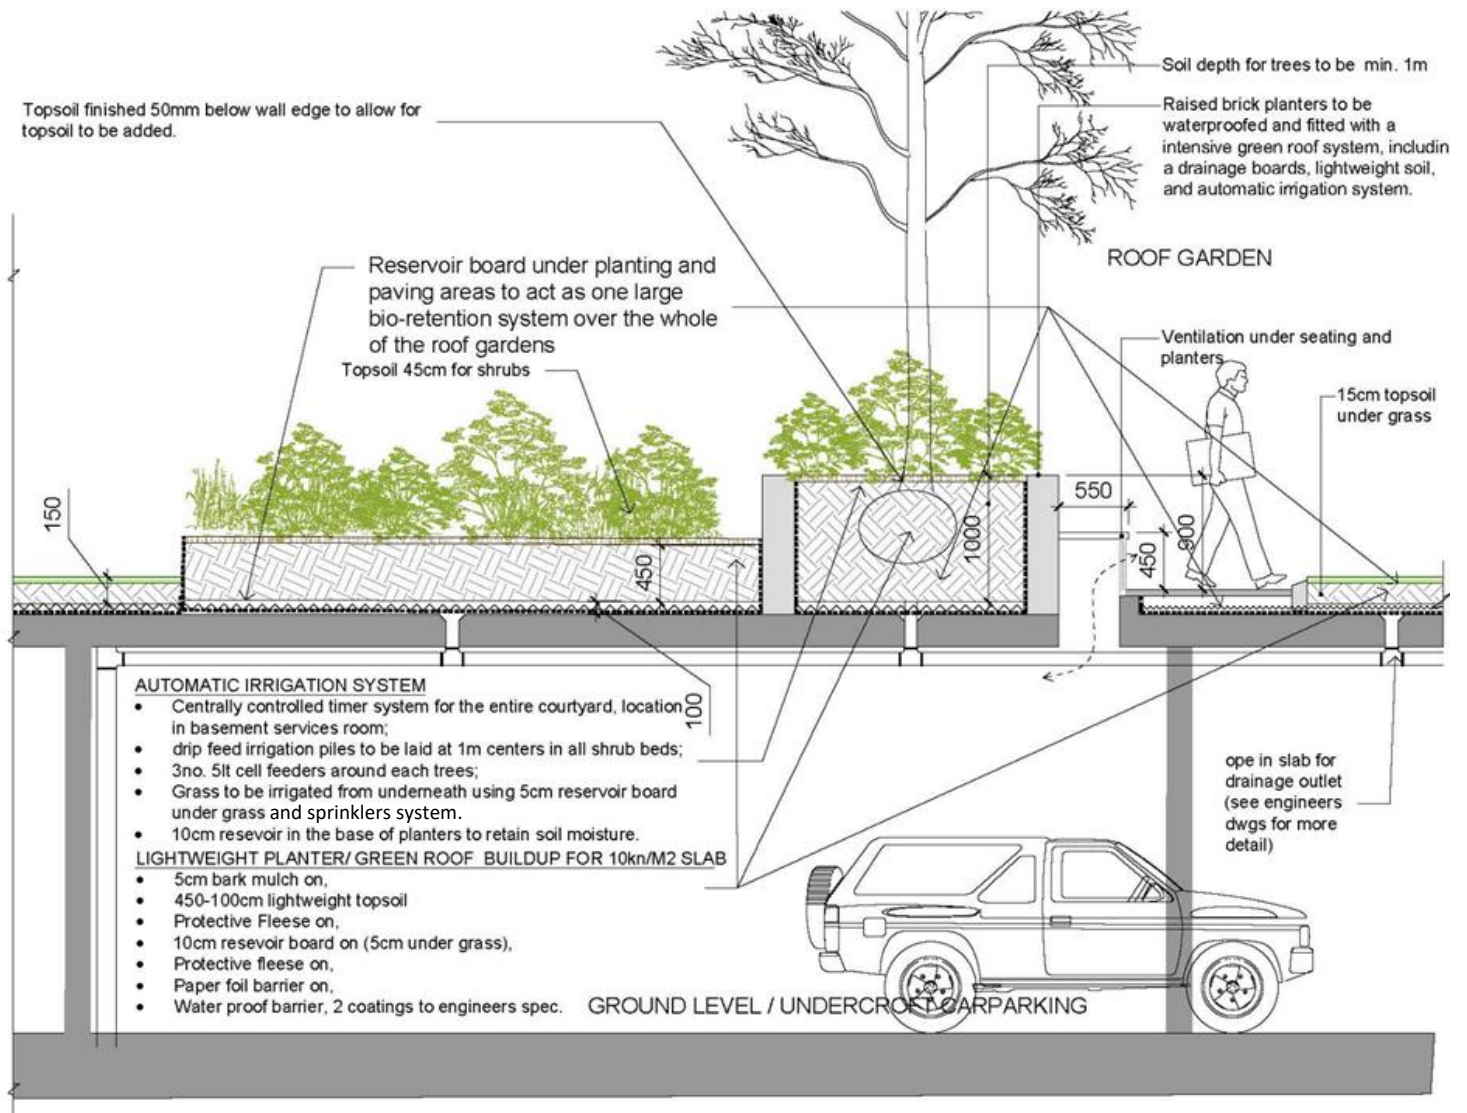 Soil depth for trees to be min. 1m
Topsoil finished 50mm below wall edge to allow for
topsoil to be added.
Raised brick planters to be
waterproofed and fitted with a
intensive green roof system, includin
a drainage boards, lightweight soil,
and automatic irrigation system.
ROOF GARDEN
Reservoir board under planting and
paving areas to act as one large
bio-retention system over the whole
of the roof gardens
Topsoil 45cm for shrubs
Ventilation under seating and
planters
15cm topsoil
under grass
150
450
1000
550
450
900
100
AUTOMATIC IRRIGATION SYSTEM
• Centrally controlled timer system for the entire courtyard, location
in basement services room;
• drip feed irrigation piles to be laid at 1m centers in all shrub beds;
• 3no. 5lt cell feeders around each trees;
• Grass to be irrigated from underneath using 5cm reservoir board
under grass and sprinklers system.
• 10cm resevoir in the base of planters to retain soil moisture.
LIGHTWEIGHT PLANTER/ GREEN ROOF BUILDUP FOR 10kn/M2 SLAB
• 5cm bark mulch on,
• 450-100cm lightweight topsoil
• Protective Fleese on,
• 10cm resevoir board on (5cm under grass),
• Protective fleese on,
• Paper foil barrier on,
• Water proof barrier, 2 coatings to engineers spec.
ope in slab for
drainage outlet
(see engineers
dwgs for more
detail)
GROUND LEVEL / UNDERCROFT CARPARKING